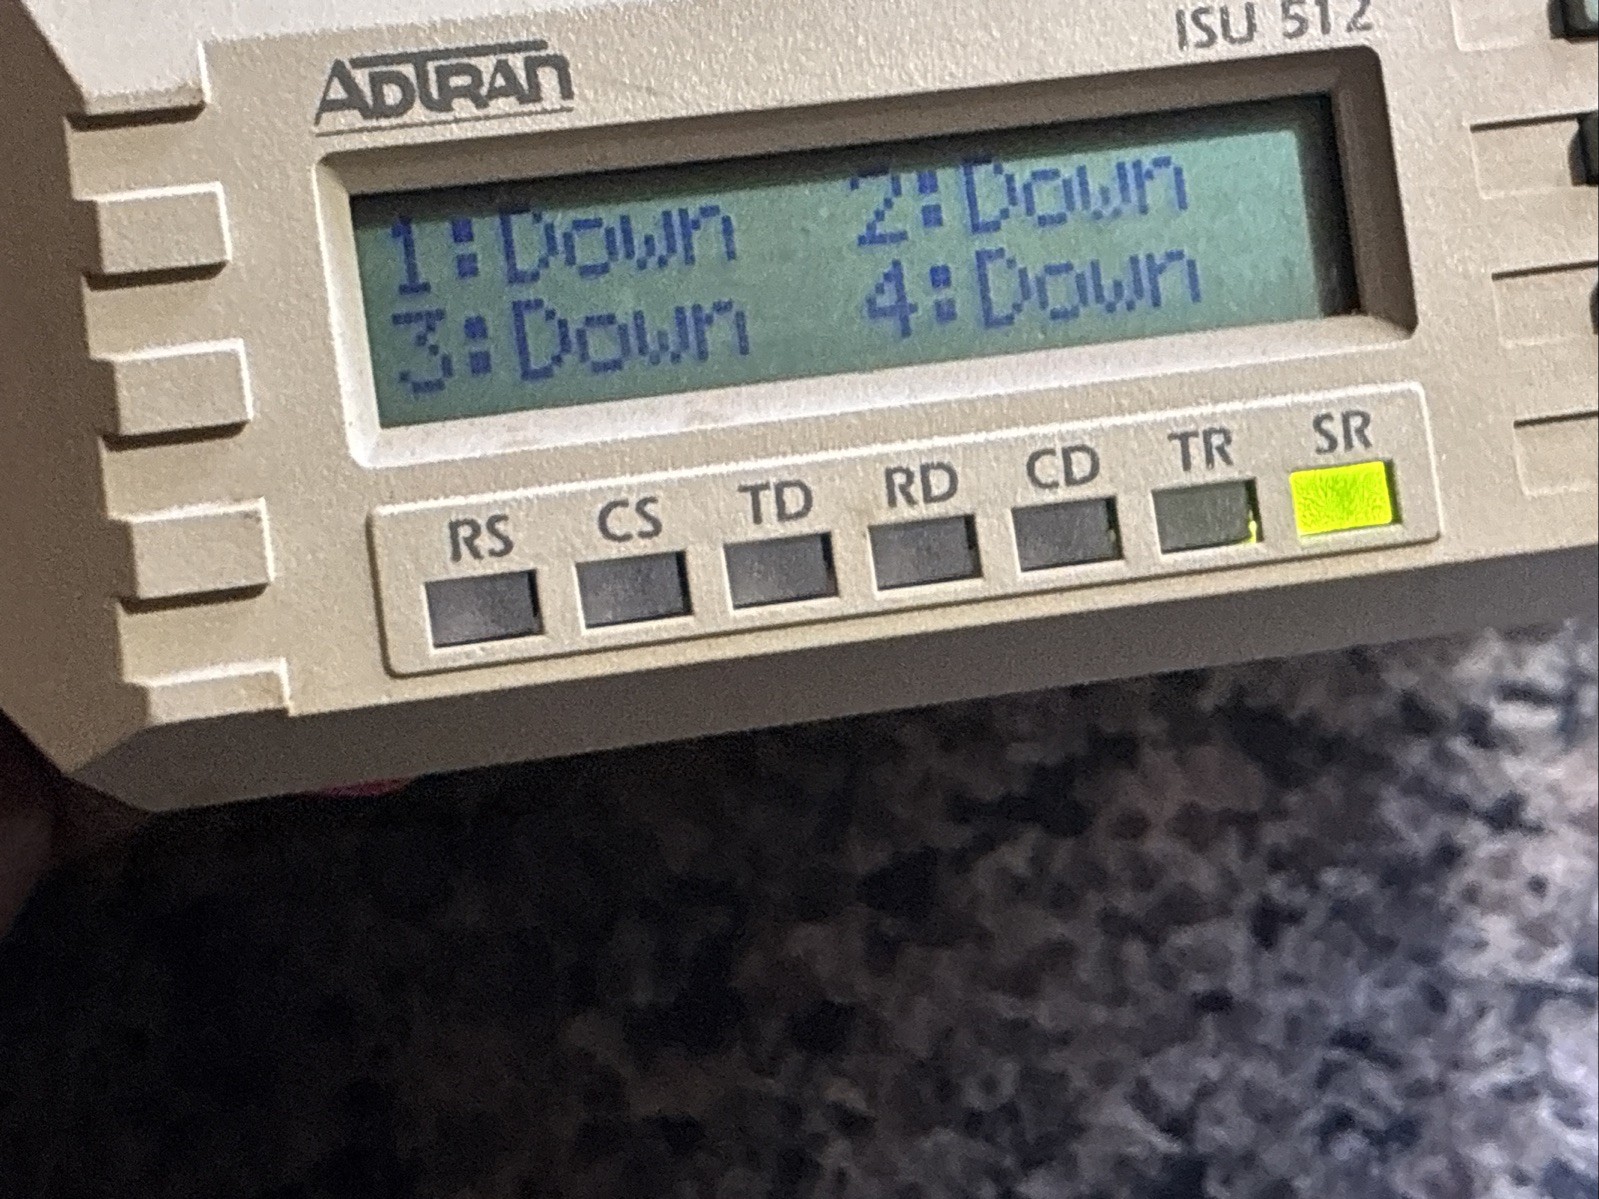 ADTRAN
ISU 512
1:Down 2:Down
3:Down 4:Down
RS CS TD RD CD TR SR